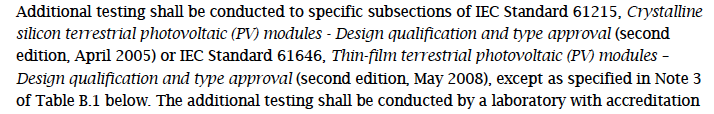 Additional testing shall be conducted to specific subsections of IEC Standard 61215, Crystalline
silicon terrestrial photovoltaic (PV) modules - Design qualification and type approval (second
edition, April 2005) or IEC Standard 61646, Thin-film terrestrial photovoltaic (PV) modules –
Design qualification and type approval (second edition, May 2008), except as specified in Note 3
of Table B.1 below. The additional testing shall be conducted by a laboratory with accreditation